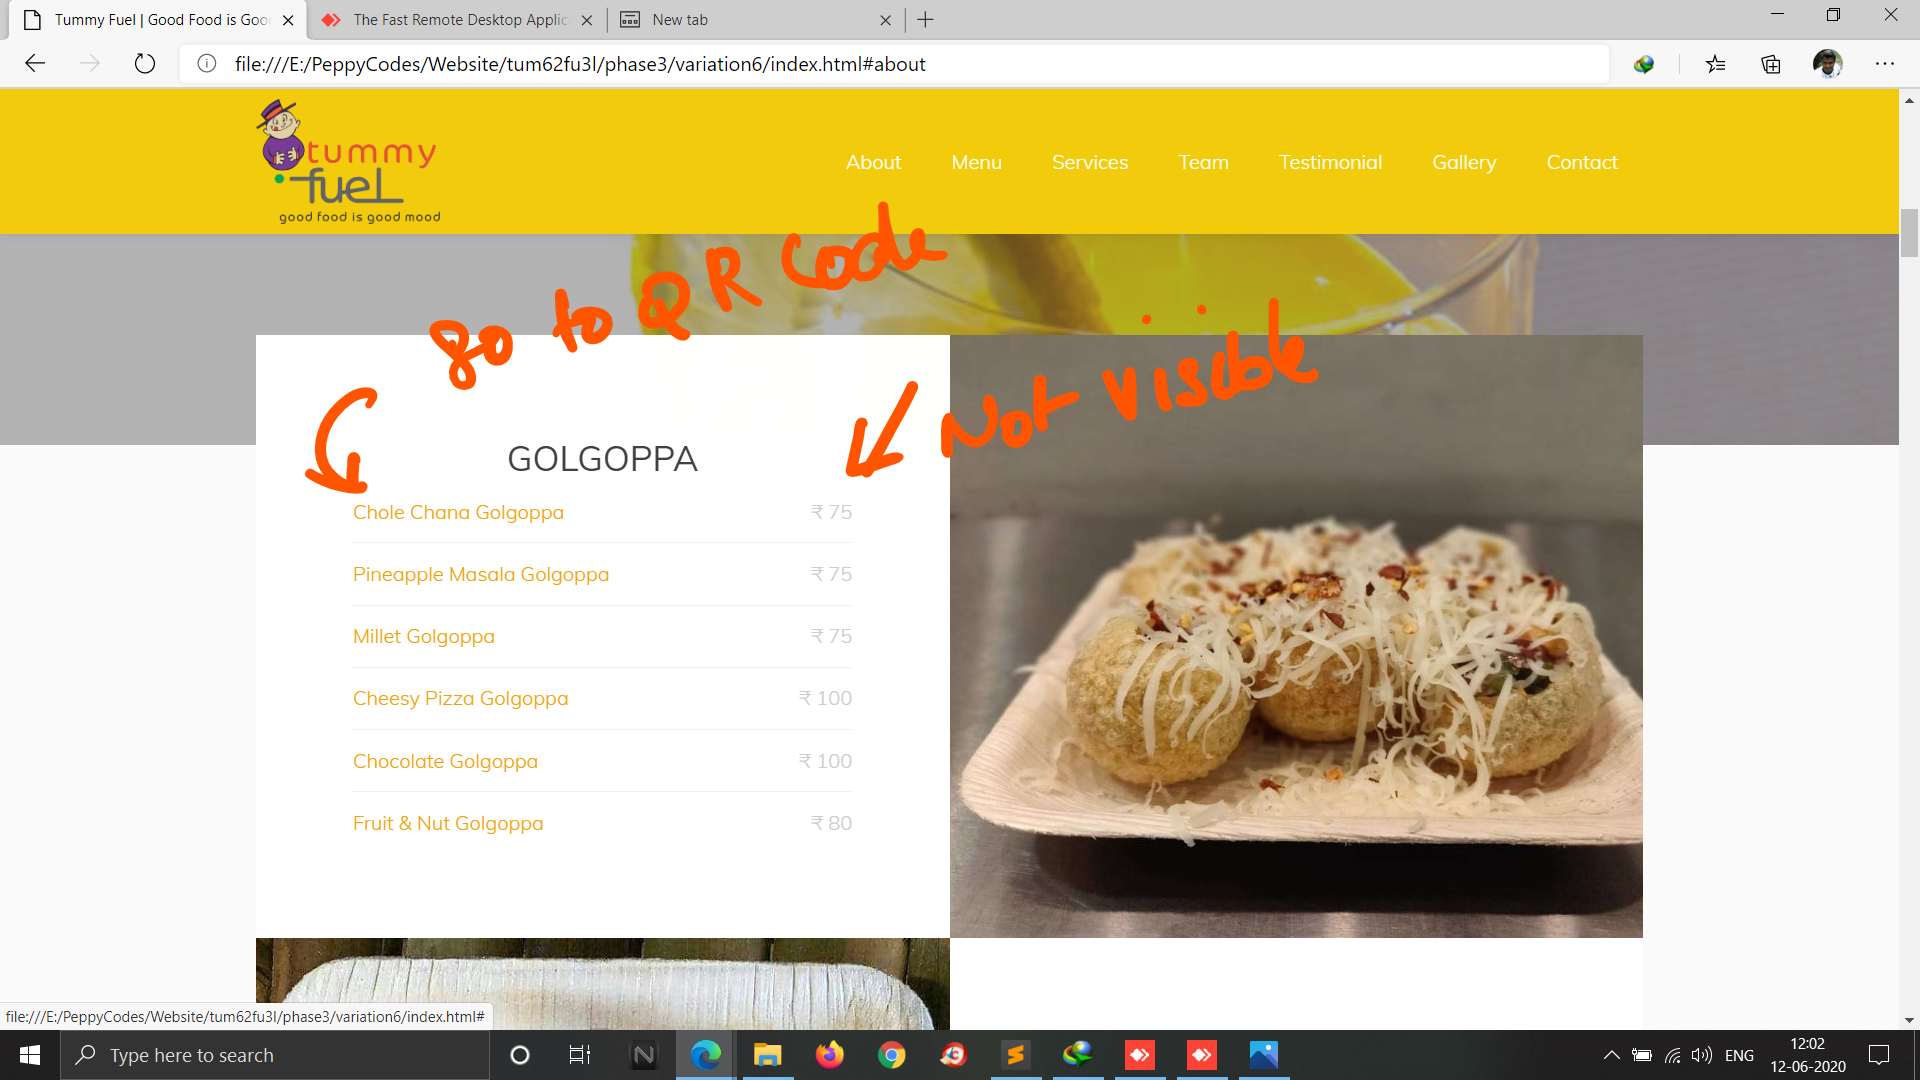 Tummy Fuel | Good Food is Goo
The Fast Remote Desktop Applic
New tab
file:///E:/PeppyCodes/Website/tum62fu3l/phase3/variation6/index.html#about
tummy
fuel
good food is good mood
About
Menu
Services
Team
Testimonial
Gallery
Contact
go to QR Code
Not Visible
GOLGOPPA
Chole Chana Golgoppa ₹ 75
Pineapple Masala Golgoppa ₹ 75
Millet Golgoppa ₹ 75
Cheesy Pizza Golgoppa ₹ 100
Chocolate Golgoppa ₹ 100
Fruit & Nut Golgoppa ₹ 80
file:///E:/PeppyCodes/Website/tum62fu3l/phase3/variation6/index.html#
Type here to search
ENG
12:02
12-06-2020